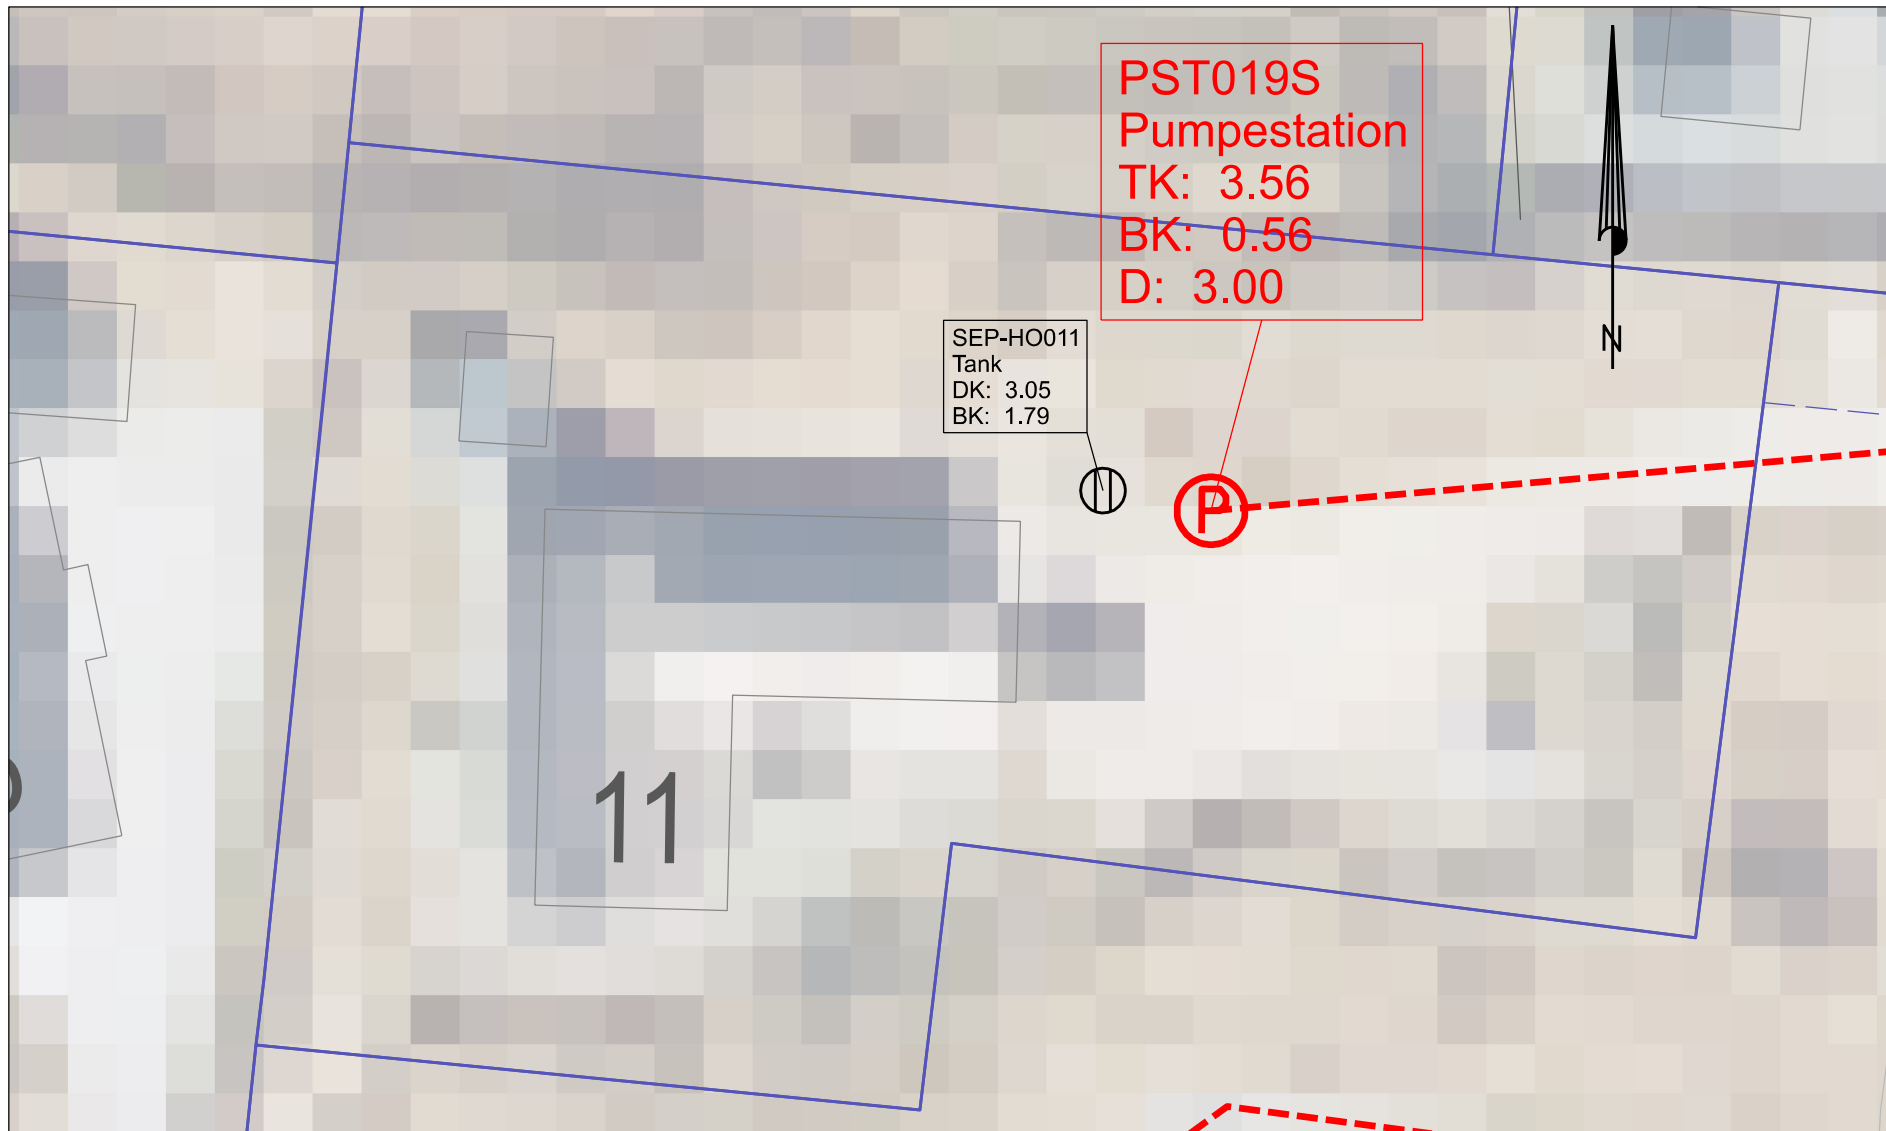 PST019S
Pumpestation
TK: 3.56
BK: 0.56
D: 3.00
SEP-HO011
Tank
DK: 3.05
BK: 1.79
N
P
11